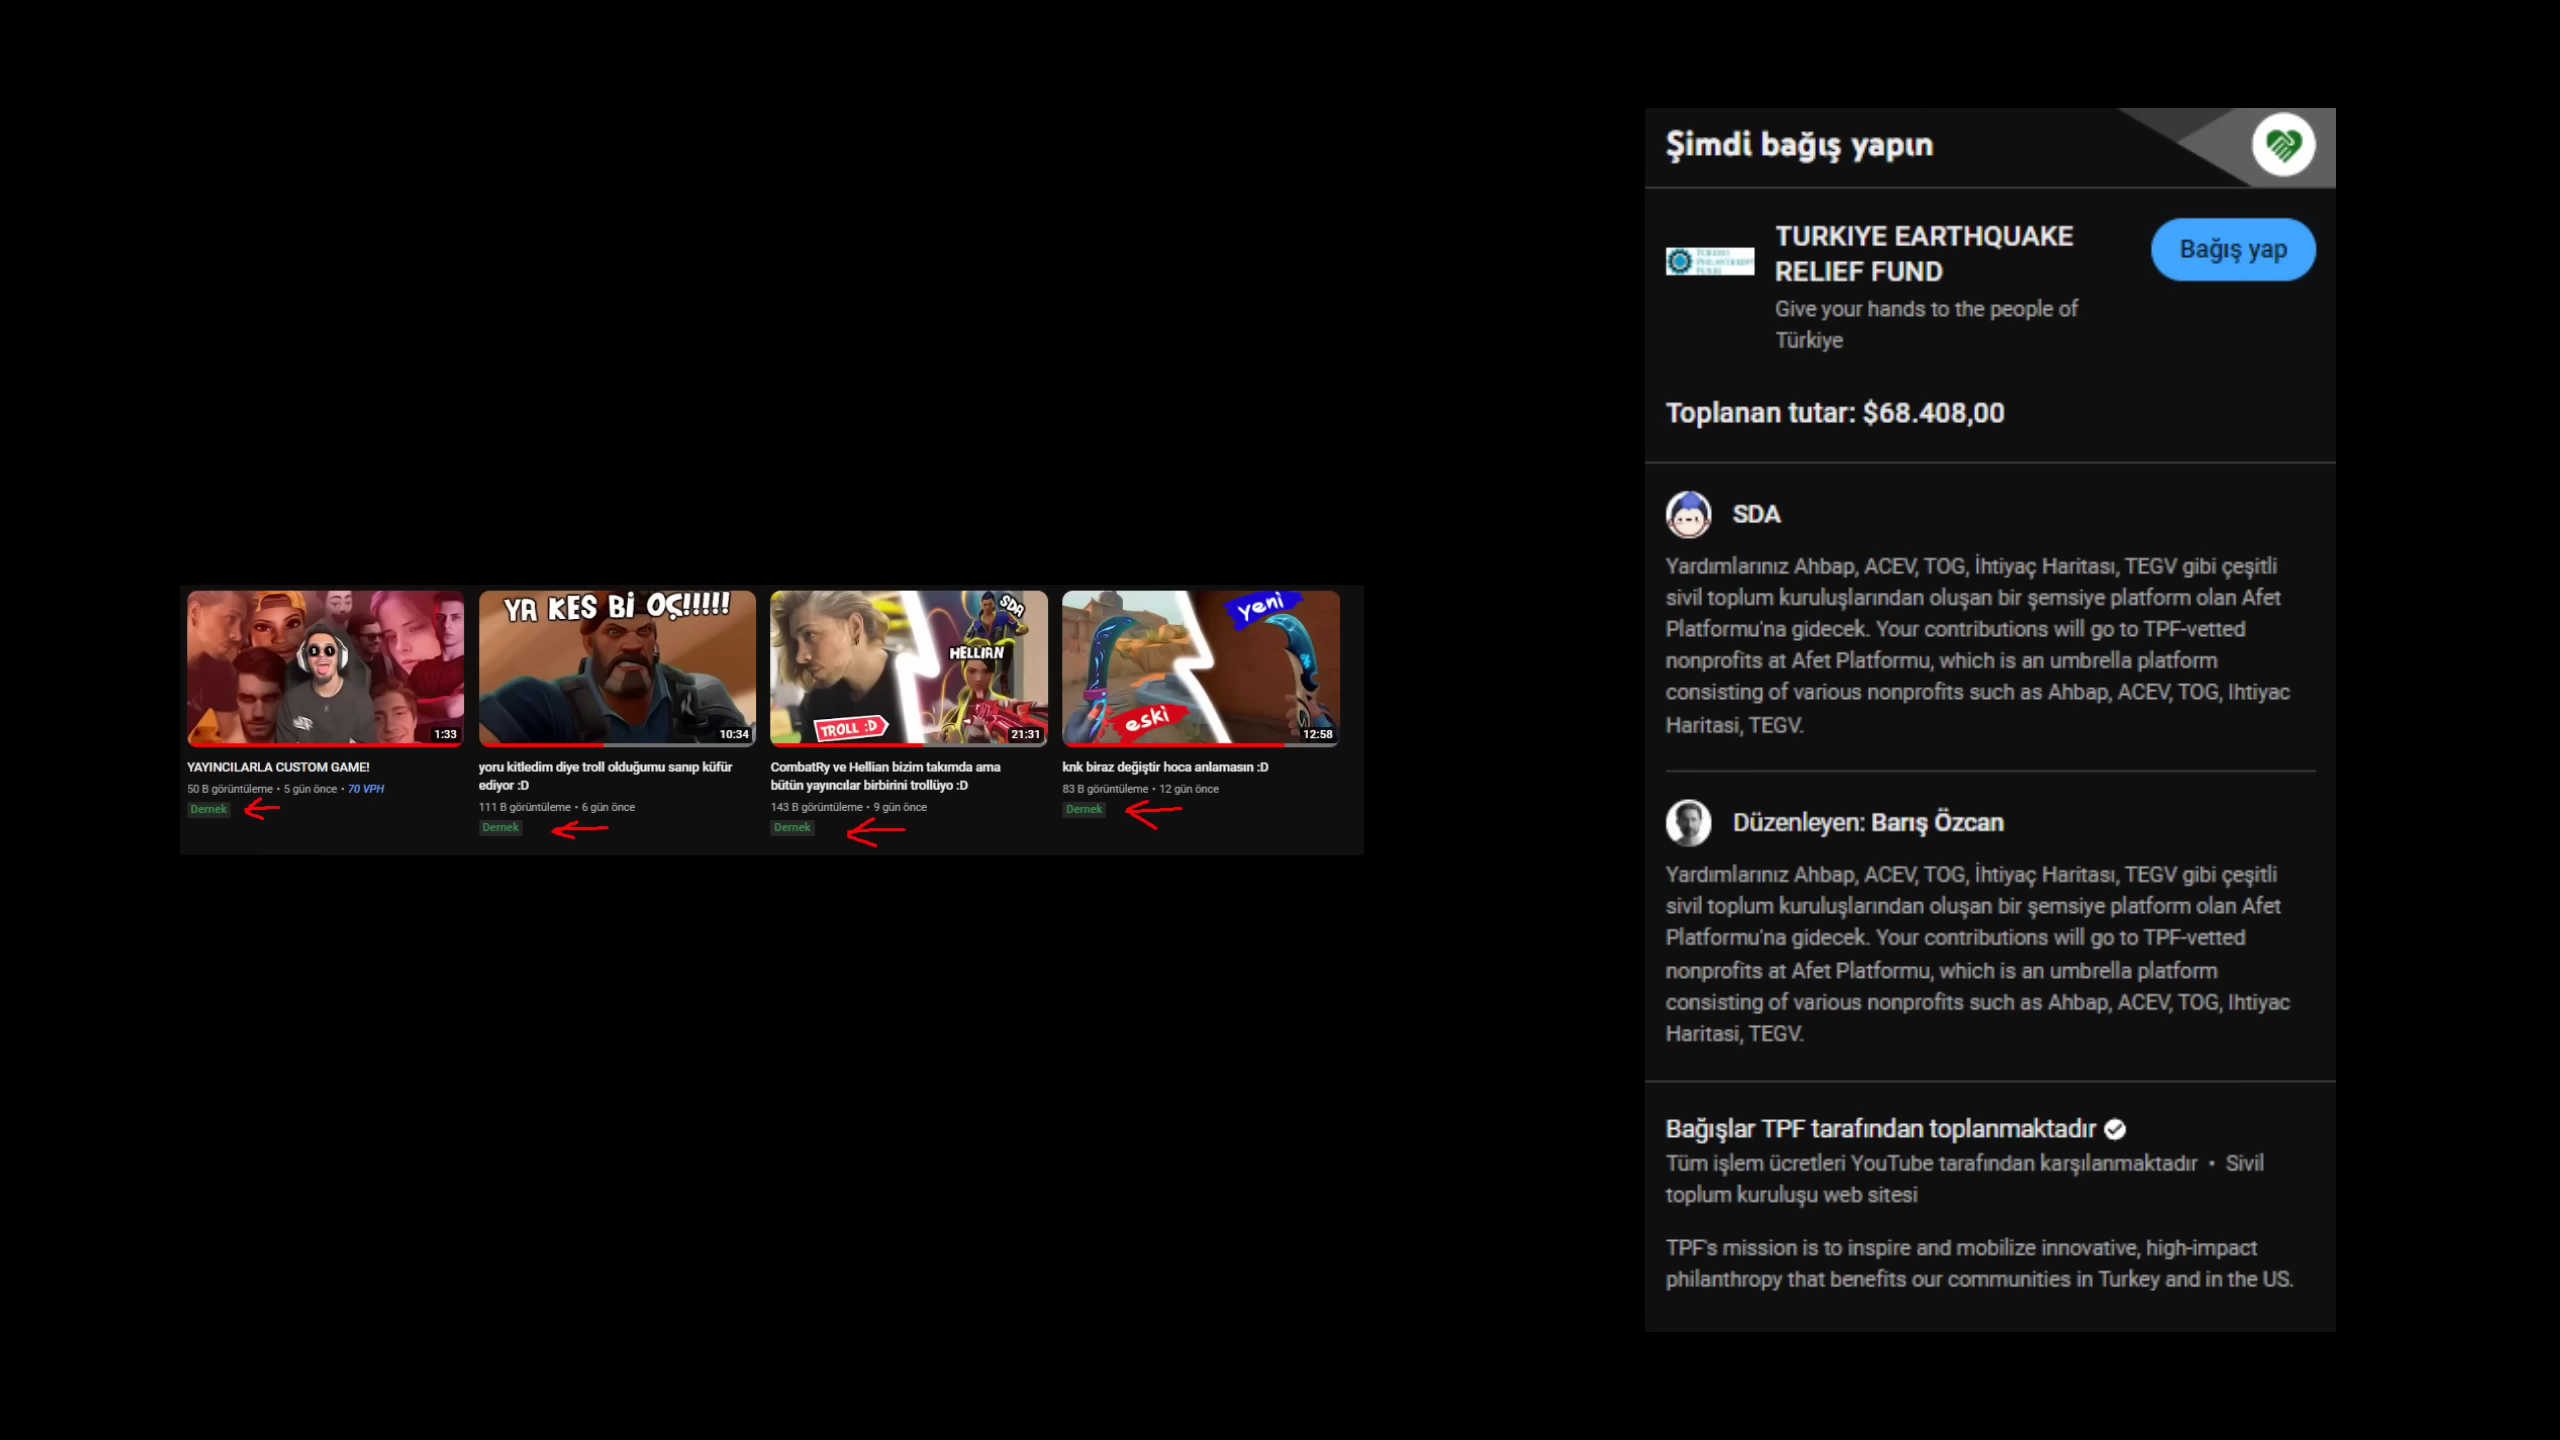 YA KES Bİ OÇ!!!!!
SDA
HELLIAN
TROLL :D
yeni
eski
1:33
10:34
21:31
12:58
YAYINCILARLA CUSTOM GAME!
50 B görüntüleme • 5 gün önce • 70 VPH
Dernek
yoru kitledim diye troll olduğumu sanıp küfür
ediyor :D
111 B görüntüleme • 6 gün önce
Dernek
CombatRy ve Hellian bizim takımda ama
bütün yayıncılar birbirini trollüyo :D
143 B görüntüleme • 9 gün önce
Dernek
knk biraz değiştir hoca anlamasın :D
83 B görüntüleme • 12 gün önce
Dernek
Şimdi bağış yapın
TURKIYE EARTHQUAKE
RELIEF FUND
Bağış yap
Give your hands to the people of
Türkiye
Toplanan tutar: $68.408,00
SDA
Yardımlarınız Ahbap, ACEV, TOG, İhtiyaç Haritası, TEGV gibi çeşitli
sivil toplum kuruluşlarından oluşan bir şemsiye platform olan Afet
Platformu'na gidecek. Your contributions will go to TPF-vetted
nonprofits at Afet Platformu, which is an umbrella platform
consisting of various nonprofits such as Ahbap, ACEV, TOG, Ihtiyac
Haritasi, TEGV.
Düzenleyen: Barış Özcan
Yardımlarınız Ahbap, ACEV, TOG, İhtiyaç Haritası, TEGV gibi çeşitli
sivil toplum kuruluşlarından oluşan bir şemsiye platform olan Afet
Platformu'na gidecek. Your contributions will go to TPF-vetted
nonprofits at Afet Platformu, which is an umbrella platform
consisting of various nonprofits such as Ahbap, ACEV, TOG, Ihtiyac
Haritasi, TEGV.
Bağışlar TPF tarafından toplanmaktadır
Tüm işlem ücretleri YouTube tarafından karşılanmaktadır • Sivil
toplum kuruluşu web sitesi
TPF's mission is to inspire and mobilize innovative, high-impact
philanthropy that benefits our communities in Turkey and in the US.